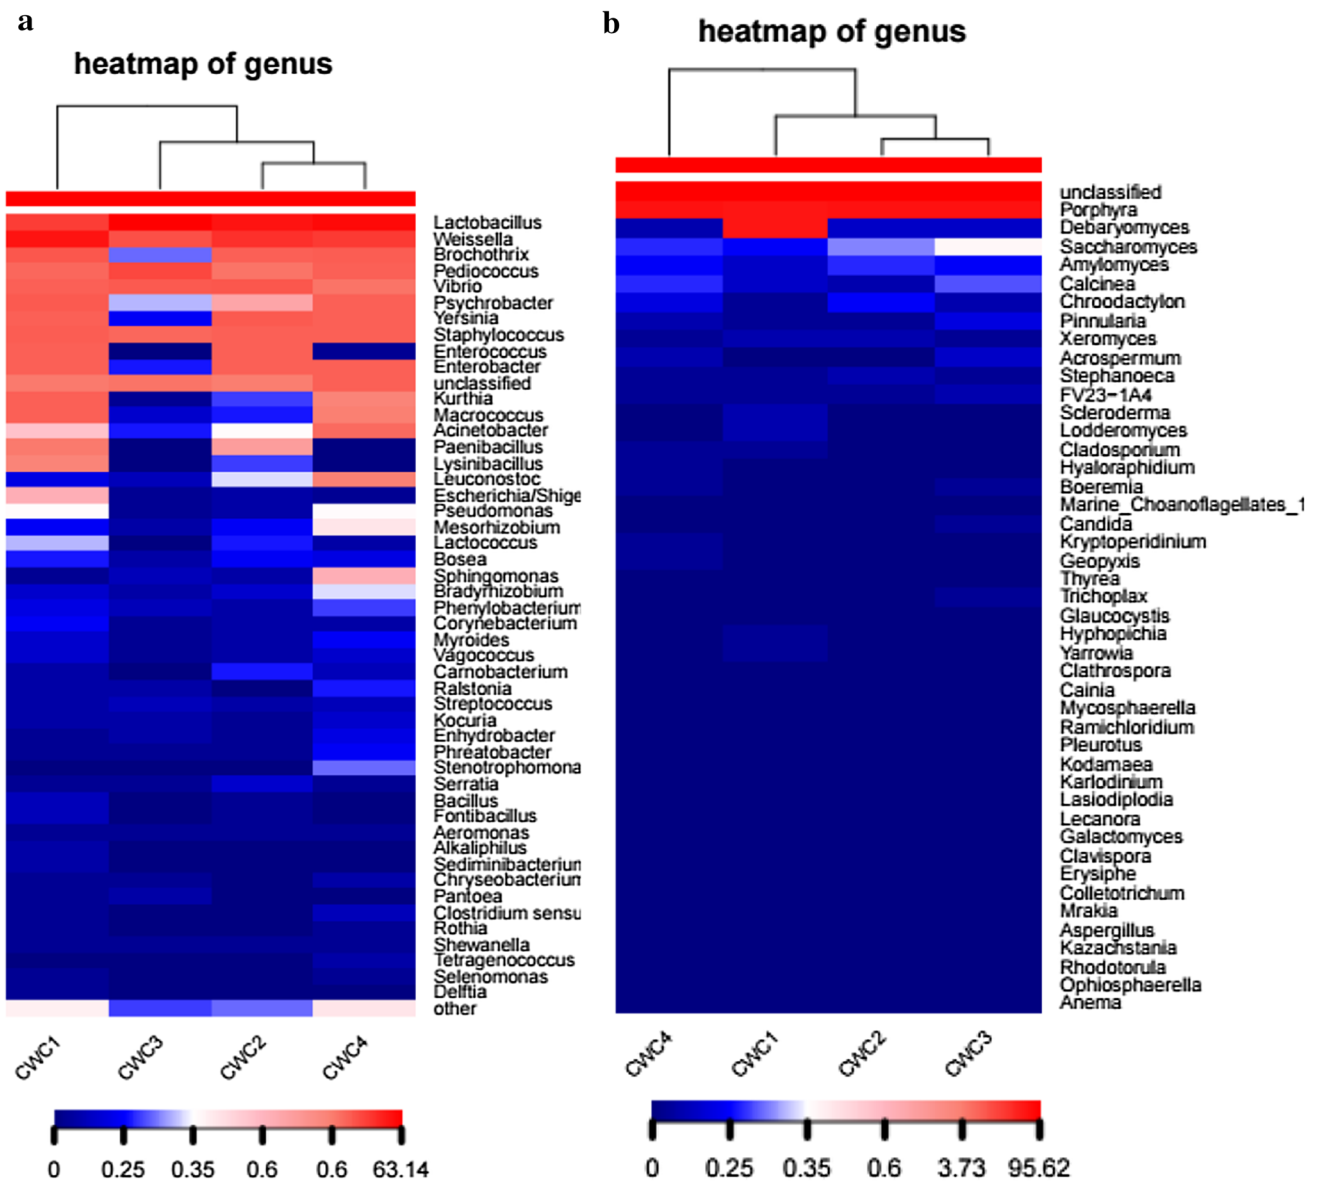 a
heatmap of genus
Lactobacillus
Weissella
Brochothrix
Pediococcus
Vibrio
Psychrobacter
Yersinia
Staphylococcus
Enterococcus
Enterobacter
unclassified
Kurthia
Macrococcus
Acinetobacter
Paenibacillus
Lysinibacillus
Leuconostoc
Escherichia/Shige
Pseudomonas
Mesorhizobium
Lactococcus
Bosea
Sphingomonas
Bradyrhizobium
Phenylobacterium
Corynebacterium
Myroides
Vagococcus
Carnobacterium
Ralstonia
Streptococcus
Kocuria
Enhydrobacter
Phreatobacter
Stenotrophomona
Serratia
Bacillus
Fontibacillus
Aeromonas
Alkaliphilus
Sediminibacteriun
Chryseobacterium
Pantoea
Clostridium sensu
Rothia
Shewanella
Tetragenococcus
Selenomonas
Delftia
other
CWC1 CWC3 CWC2 CWC4
0 0.25 0.35 0.6 0.6 63.14
b
heatmap of genus
unclassified
Porphyra
Debaryomyces
Saccharomyces
Amylomyces
Calcinea
Chroodactylon
Pinnularia
Xeromyces
Acrospermum
Stephanoeca
FV23−1A4
Scleroderma
Lodderomyces
Cladosporium
Hyaloraphidium
Boeremia
Marine_Choanoflagellates_1
Candida
Kryptoperidinium
Geopyxis
Thyrea
Trichoplax
Glaucocystis
Hyphopichia
Yarrowia
Clathrospora
Cainia
Mycosphaerella
Ramichloridium
Pleurotus
Kodamaea
Karlodinium
Lasiodiplodia
Lecanora
Galactomyces
Clavispora
Erysiphe
Colletotrichum
Mrakia
Aspergillus
Kazachstania
Rhodotorula
Ophiosphaerella
Anema
CWC4 CWC1 CWC2 CWC3
0 0.25 0.35 0.6 3.73 95.62